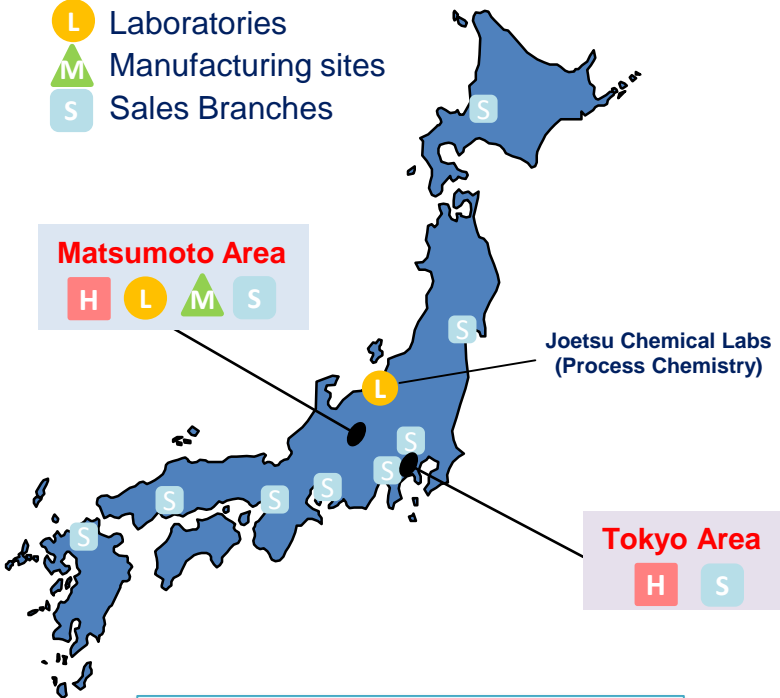 L Laboratories
M Manufacturing sites
S Sales Branches
S
Matsumoto Area
H L M S
S
Joetsu Chemical Labs
(Process Chemistry)
L
S
S
S
S
S
S
Tokyo Area
H S